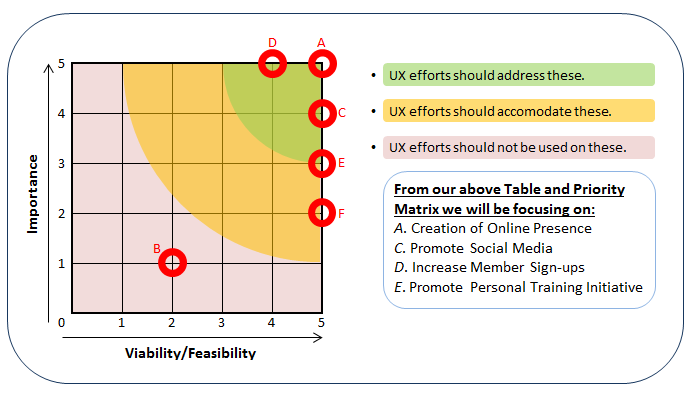 D
A
5
4
C
3
E
2
F
B
1
0
1
2
3
4
5
Importance
Viability/Feasibility
• UX efforts should address these.
• UX efforts should accomodate these.
• UX efforts should not be used on these.
From our above Table and Priority
Matrix we will be focusing on:
A. Creation of Online Presence
C. Promote Social Media
D. Increase Member Sign-ups
E. Promote Personal Training Initiative